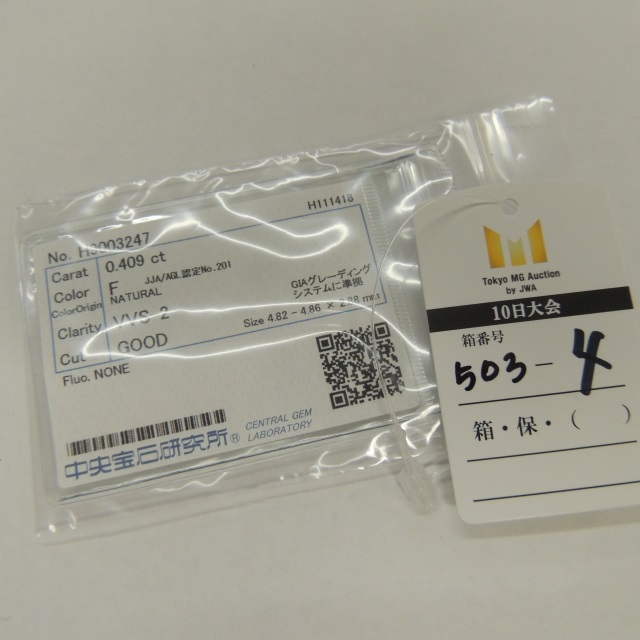 No. H3003247
H111413
Carat 0.409 ct
Color F JJA/AGL認定No.201
ColorOrigin NATURAL
GIAグレーディング
システムに準拠
Clarity VVS-2
Size 4.82 - 4.86 × 2.88 mm
Cut GOOD
Fluo. NONE
中央宝石研究所®
CENTRAL GEM
LABORATORY
Tokyo MG Auction
by JWA
10日大会
箱番号
503-4
箱・保・( )